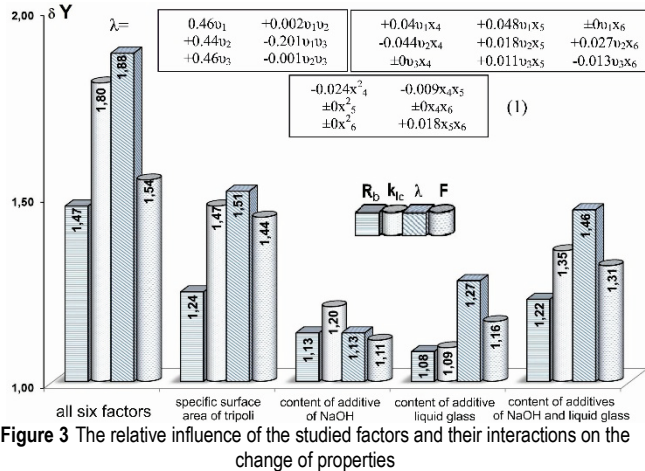 2,00
δ Y
λ=
0.46υ₁ +0.002υ₁υ₂
+0.44υ₂ -0.201υ₁υ₃
+0.46υ₃ -0.001υ₂υ₃
+0.04υ₁x₄ +0.048υ₁x₅ ±0υ₁x₆
-0.044υ₂x₄ +0.018υ₂x₅ +0.027υ₂x₆
±0υ₃x₄ +0.011υ₃x₅ -0.013υ₃x₆
-0.024x²₄ -0.009x₄x₅
±0x²₅ ±0x₄x₆
±0x²₆ +0.018x₅x₆
(1)
1,50
1,00
R_b k_lc λ F
1,47
1,80
1,88
1,54
1,24
1,47
1,51
1,44
1,13
1,20
1,13
1,11
1,08
1,09
1,27
1,16
1,22
1,35
1,46
1,31
all six factors
specific surface
area of tripoli
content of additive
of NaOH
content of additive
liquid glass
content of additives
of NaOH and liquid glass
Figure 3 The relative influence of the studied factors and their interactions on the
change of properties